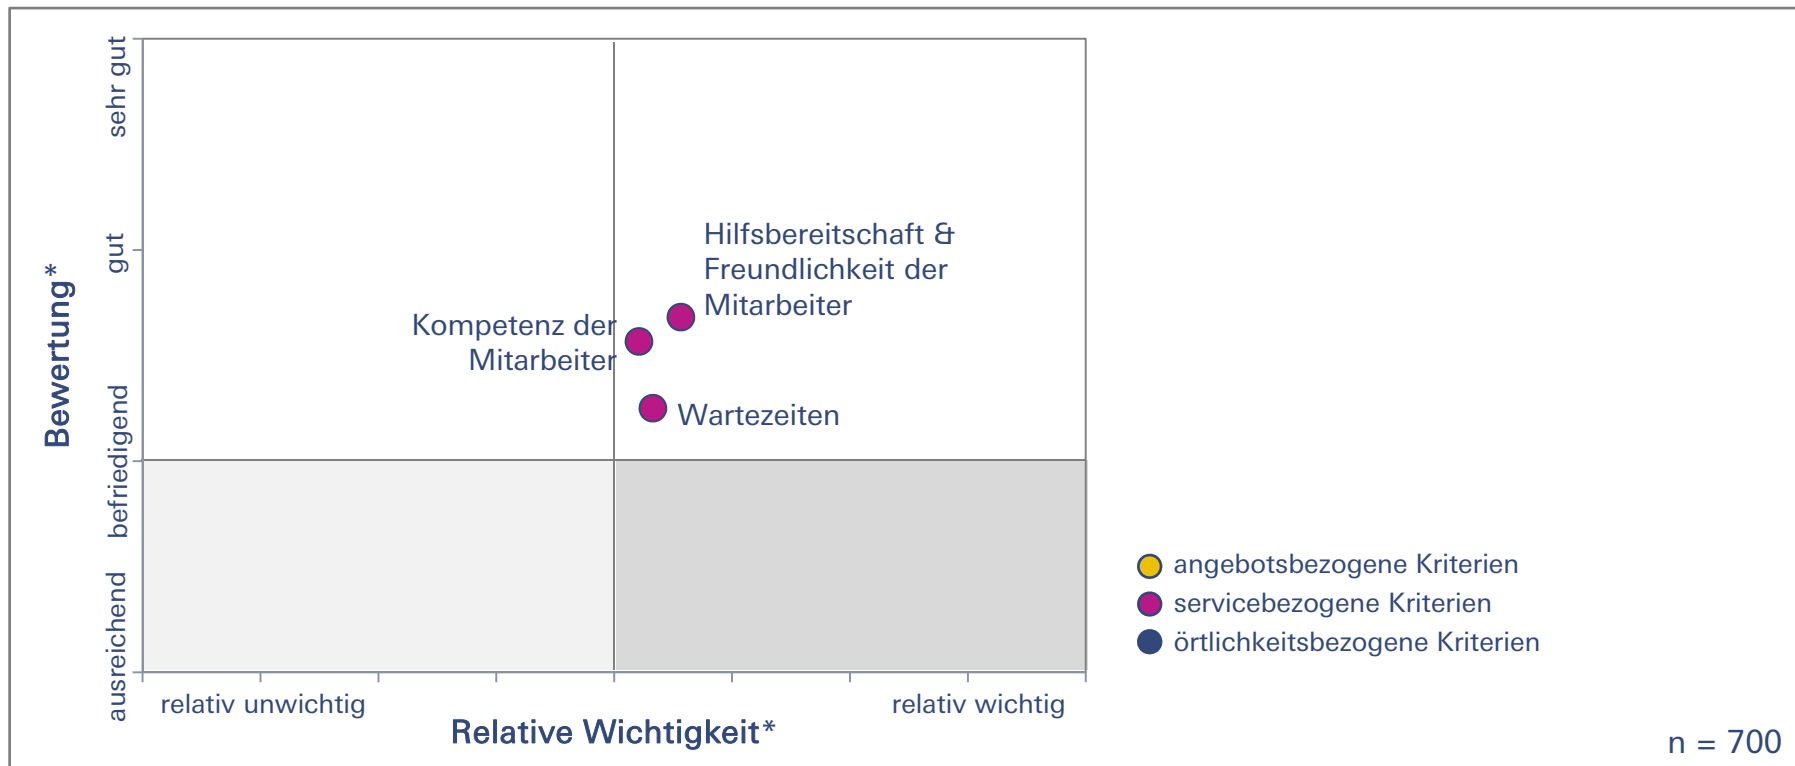 sehr gut
gut
befriedigend
ausreichend
Bewertung*
Hilfsbereitschaft &
Freundlichkeit der
Mitarbeiter
Kompetenz der
Mitarbeiter
Wartezeiten
angebotsbezogene Kriterien
servicebezogene Kriterien
örtlichkeitsbezogene Kriterien
relativ unwichtig
relativ wichtig
Relative Wichtigkeit*
n = 700